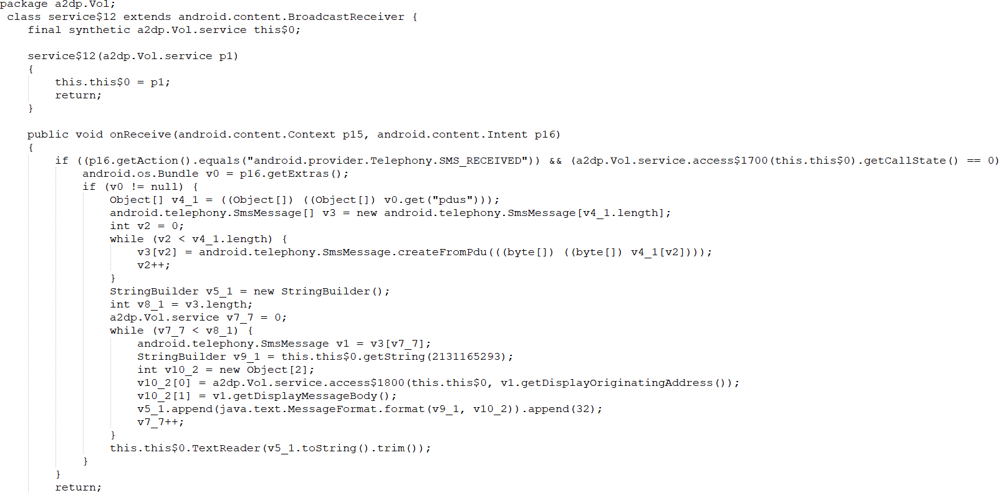 package a2dp.Vol;
class service$12 extends android.content.BroadcastReceiver {
final synthetic a2dp.Vol.service this$0;
service$12(a2dp.Vol.service p1)
{
this.this$0 = p1;
return;
}
public void onReceive(android.content.Context p15, android.content.Intent p16)
{
if ((p16.getAction().equals("android.provider.Telephony.SMS_RECEIVED")) && (a2dp.Vol.service.access$1700(this.this$0).getCallState() == 0)
android.os.Bundle v0 = p16.getExtras();
if (v0 != null) {
Object[] v4_1 = ((Object[]) ((Object[]) v0.get("pdus")));
android.telephony.SmsMessage[] v3 = new android.telephony.SmsMessage[v4_1.length];
int v2 = 0;
while (v2 < v4_1.length) {
v3[v2] = android.telephony.SmsMessage.createFromPdu(((byte[]) ((byte[]) v4_1[v2])));
v2++;
}
StringBuilder v5_1 = new StringBuilder();
int v8_1 = v3.length;
a2dp.Vol.service v7_7 = 0;
while (v7_7 < v8_1) {
android.telephony.SmsMessage v1 = v3[v7_7];
StringBuilder v9_1 = this.this$0.getString(2131165293);
int v10_2 = new Object[2];
v10_2[0] = a2dp.Vol.service.access$1800(this.this$0, v1.getDisplayOriginatingAddress());
v10_2[1] = v1.getDisplayMessageBody();
v5_1.append(java.text.MessageFormat.format(v9_1, v10_2)).append(32);
v7_7++;
}
this.this$0.TextReader(v5_1.toString().trim());
}
}
return;